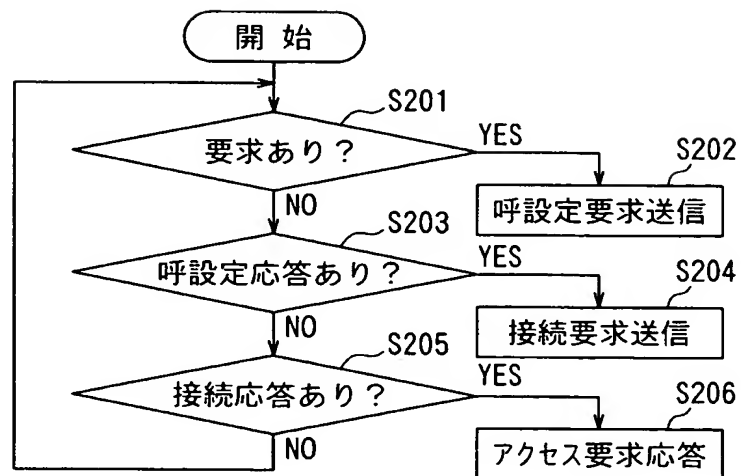 開始
S201
要求あり?
YES
S202
呼設定要求送信
NO
S203
呼設定応答あり?
YES
S204
接続要求送信
NO
S205
接続応答あり?
YES
S206
アクセス要求応答
NO